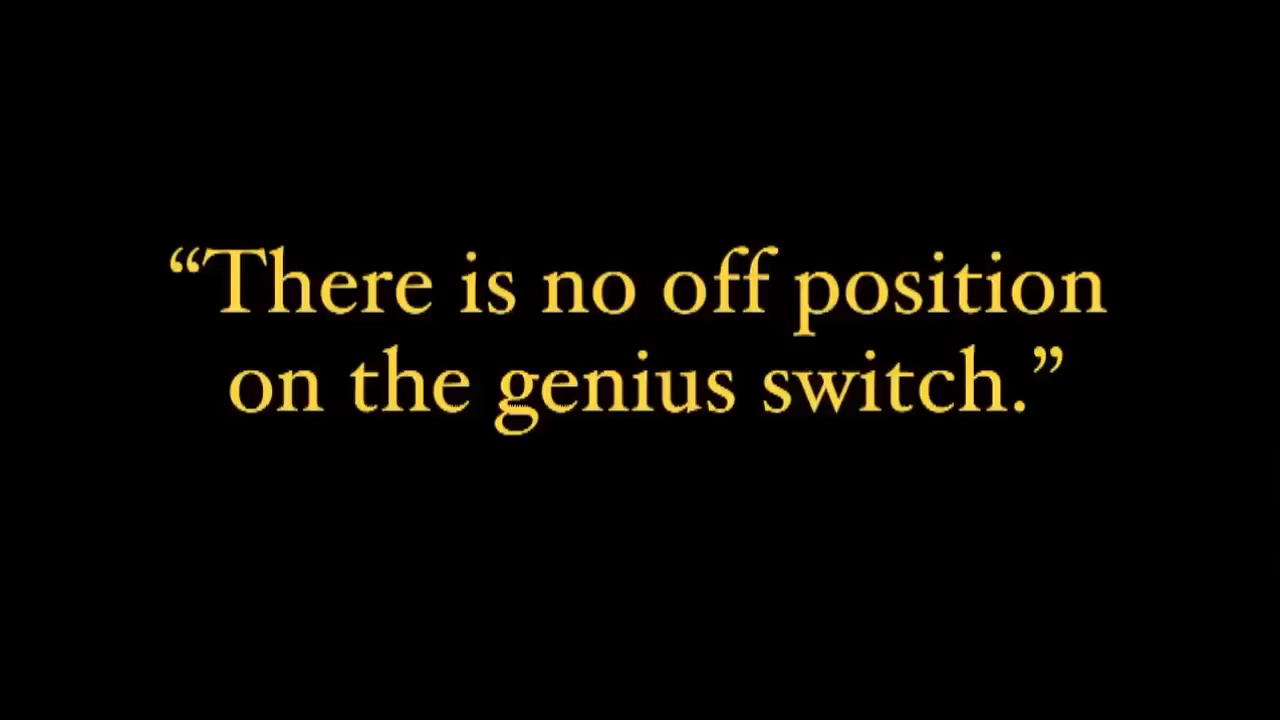 “There is no off position
on the genius switch.”